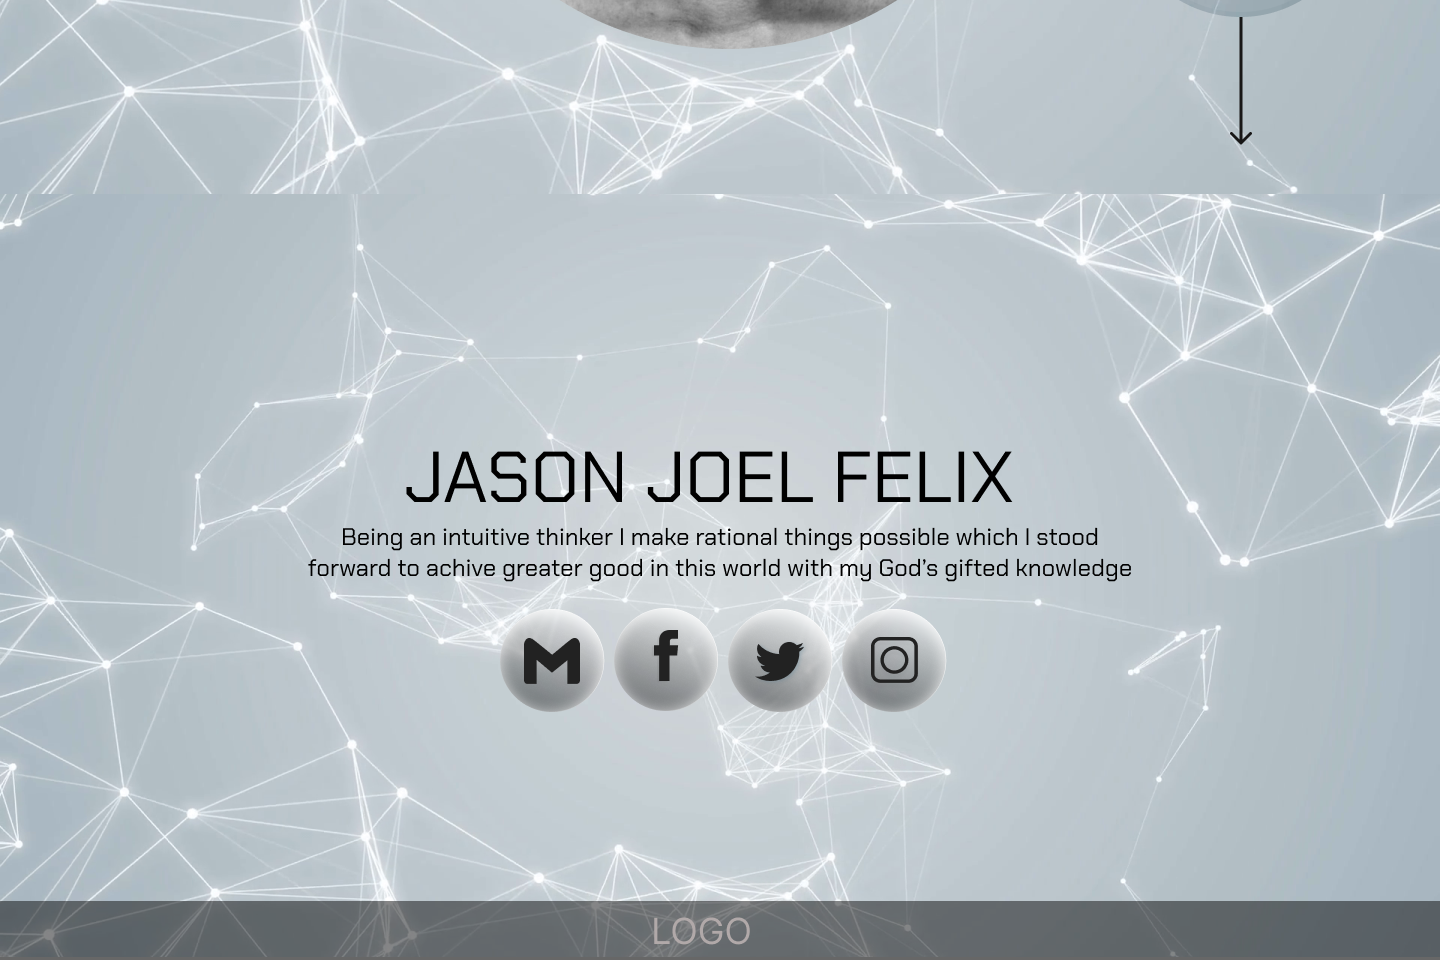 JASON JOEL FELIX
Being an intuitive thinker I make rational things possible which I stood
forward to achive greater good in this world with my God's gifted knowledge
LOGO